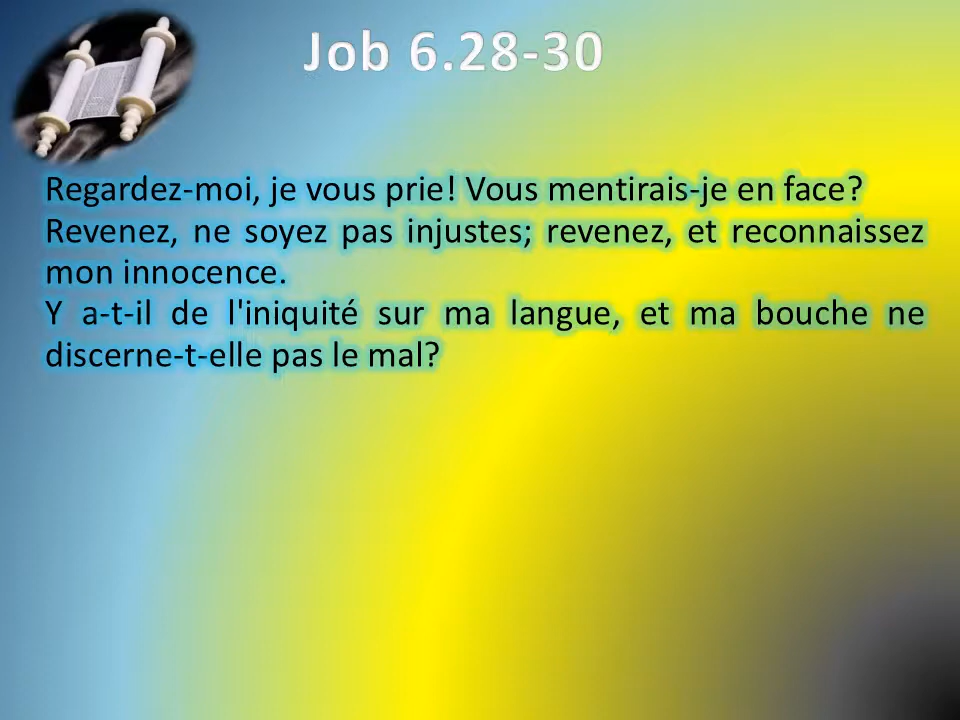 Job 6.28-30
Regardez-moi, je vous prie! Vous mentirais-je en face?
Revenez, ne soyez pas injustes; revenez, et reconnaissez
mon innocence.
Y a-t-il de l'iniquité sur ma langue, et ma bouche ne
discerne-t-elle pas le mal?